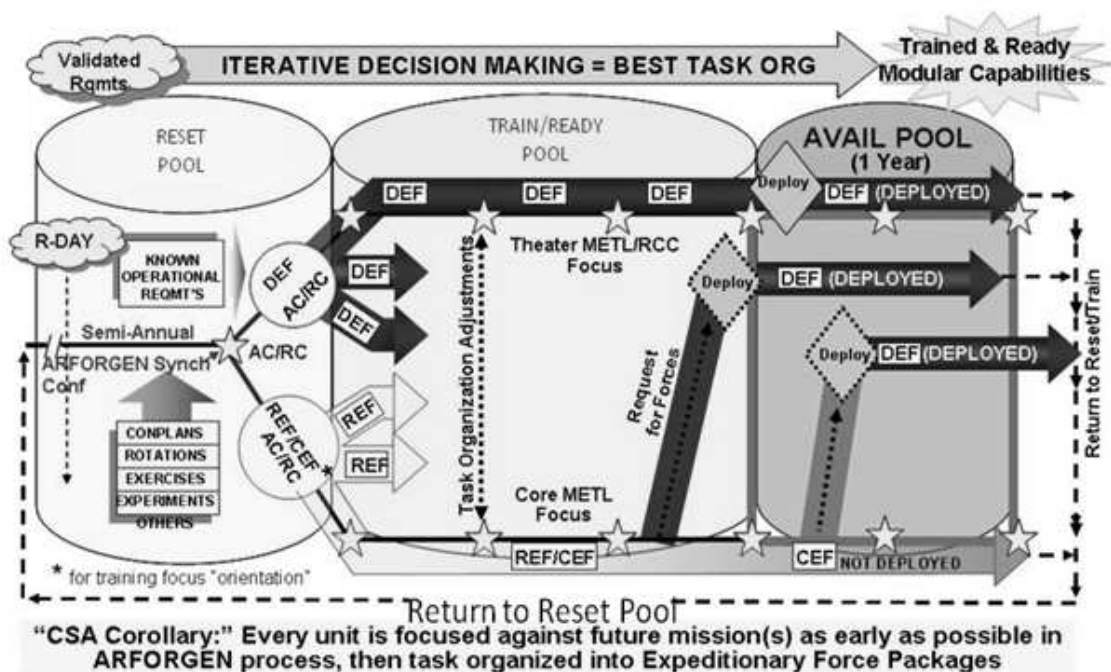 Validated
Rqmts
ITERATIVE DECISION MAKING = BEST TASK ORG
Trained & Ready
Modular Capabilities
RESET
POOL
TRAIN/READY
POOL
AVAIL POOL
(1 Year)
R-DAY
KNOWN
OPERATIONAL
REQMT'S
DEF
AC/RC
DEF
DEF
DEF
Deploy
DEF (DEPLOYED)
DEF
DEF
Theater METL/RCC
Focus
Deploy
DEF (DEPLOYED)
Deploy
DEF (DEPLOYED)
Semi-Annual
ARFORGEN Synch
Conf
AC/RC
CONPLANS
ROTATIONS
EXERCISES
EXPERIMENTS
OTHERS
REF/CEF *
AC/RC
REF
REF
Task Organization Adjustments
Request
for Forces
Core METL
Focus
REF/CEF
CEF NOT DEPLOYED
Return to Reset/Train
* for training focus "orientation"
Return to Reset Pool
“CSA Corollary:” Every unit is focused against future mission(s) as early as possible in
ARFORGEN process, then task organized into Expeditionary Force Packages